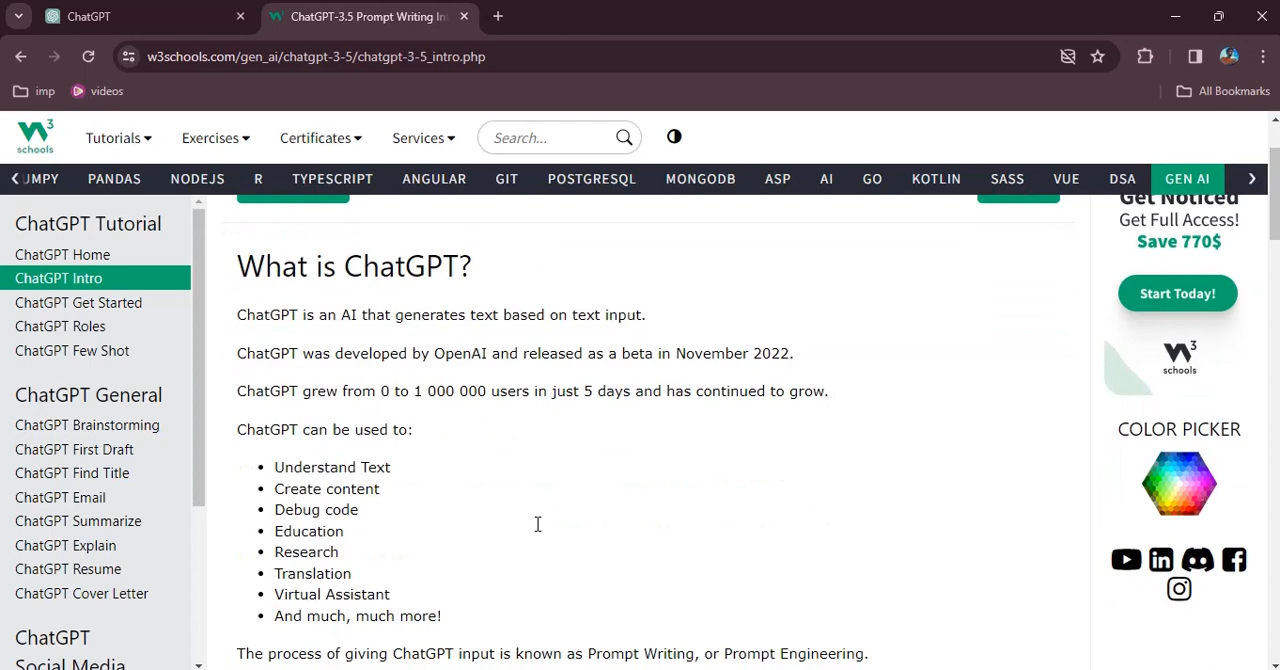 ChatGPT
ChatGPT-3.5 Prompt Writing In
w3schools.com/gen_ai/chatgpt-3-5/chatgpt-3-5_intro.php
imp
videos
All Bookmarks
W3 schools
Tutorials
Exercises
Certificates
Services
Search...
UMPY PANDAS NODEJS R TYPESCRIPT ANGULAR GIT POSTGRESQL MONGODB ASP AI GO KOTLIN SASS VUE DSA GEN AI
ChatGPT Tutorial
ChatGPT Home
ChatGPT Intro
ChatGPT Get Started
ChatGPT Roles
ChatGPT Few Shot
ChatGPT General
ChatGPT Brainstorming
ChatGPT First Draft
ChatGPT Find Title
ChatGPT Email
ChatGPT Summarize
ChatGPT Explain
ChatGPT Resume
ChatGPT Cover Letter
ChatGPT
Social Media
What is ChatGPT?
ChatGPT is an AI that generates text based on text input.
ChatGPT was developed by OpenAI and released as a beta in November 2022.
ChatGPT grew from 0 to 1 000 000 users in just 5 days and has continued to grow.
ChatGPT can be used to:
• Understand Text
• Create content
• Debug code
• Education
• Research
• Translation
• Virtual Assistant
• And much, much more!
The process of giving ChatGPT input is known as Prompt Writing, or Prompt Engineering.
Get Noticed
Get Full Access!
Save 770$
Start Today!
W3 schools
COLOR PICKER